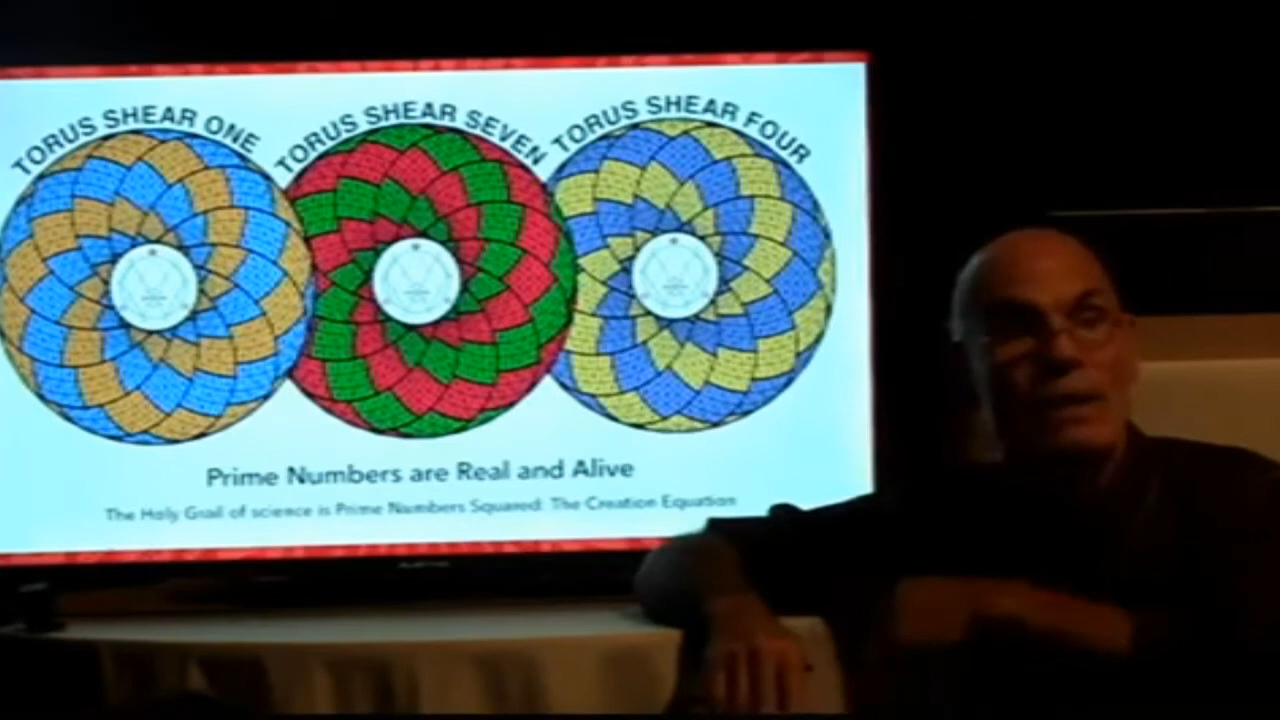 TORUS SHEAR ONE
TORUS SHEAR SEVEN
TORUS SHEAR FOUR
Prime Numbers are Real and Alive
The Holy Grail of science is Prime Numbers Squared: The Creation Equation